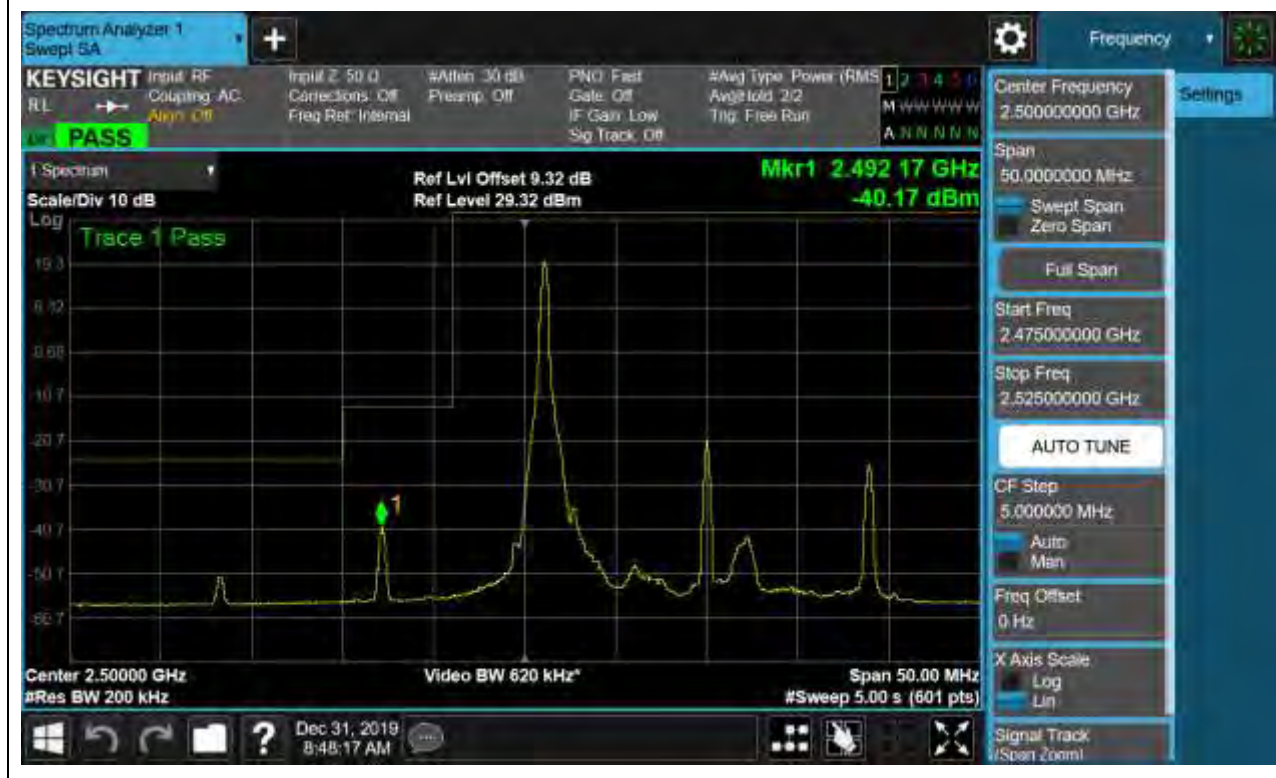 Spectrum Analyzer 1
Swept SA
+
Frequency
KEYSIGHT
RL
Input: RF
Coupling: AC
Align: Off
Input Z: 50 Ω
Corrections: Off
Freq Ref: Internal
#Atten: 30 dB
Preamp: Off
PNO: Fast
Gate: Off
IF Gain: Low
Sig Track: Off
#Avg Type: Power (RMS
Avg|Hold: 2/2
Trig: Free Run
1 2 3 4 5 6
M W W W W W
A N N N N N
PASS
1 Spectrum
Scale/Div 10 dB
Ref Lvl Offset 9.32 dB
Ref Level 29.32 dBm
Mkr1 2.492 17 GHz
-40.17 dBm
Log
Trace 1 Pass
19.3
-10.7
-20.7
-30.7
-40.7
-50.7
-60.7
1
Center 2.50000 GHz
#Res BW 200 kHz
Video BW 620 kHz*
Span 50.00 MHz
#Sweep 5.00 s (601 pts)
?
Dec 31, 2019
8:48:17 AM
Center Frequency
2.500000000 GHz
Settings
Span
50.0000000 MHz
Swept Span
Zero Span
Full Span
Start Freq
2.475000000 GHz
Stop Freq
2.525000000 GHz
AUTO TUNE
CF Step
5.000000 MHz
Auto
Man
Freq Offset
0 Hz
X Axis Scale
Log
Lin
Signal Track
(Span Zoom)